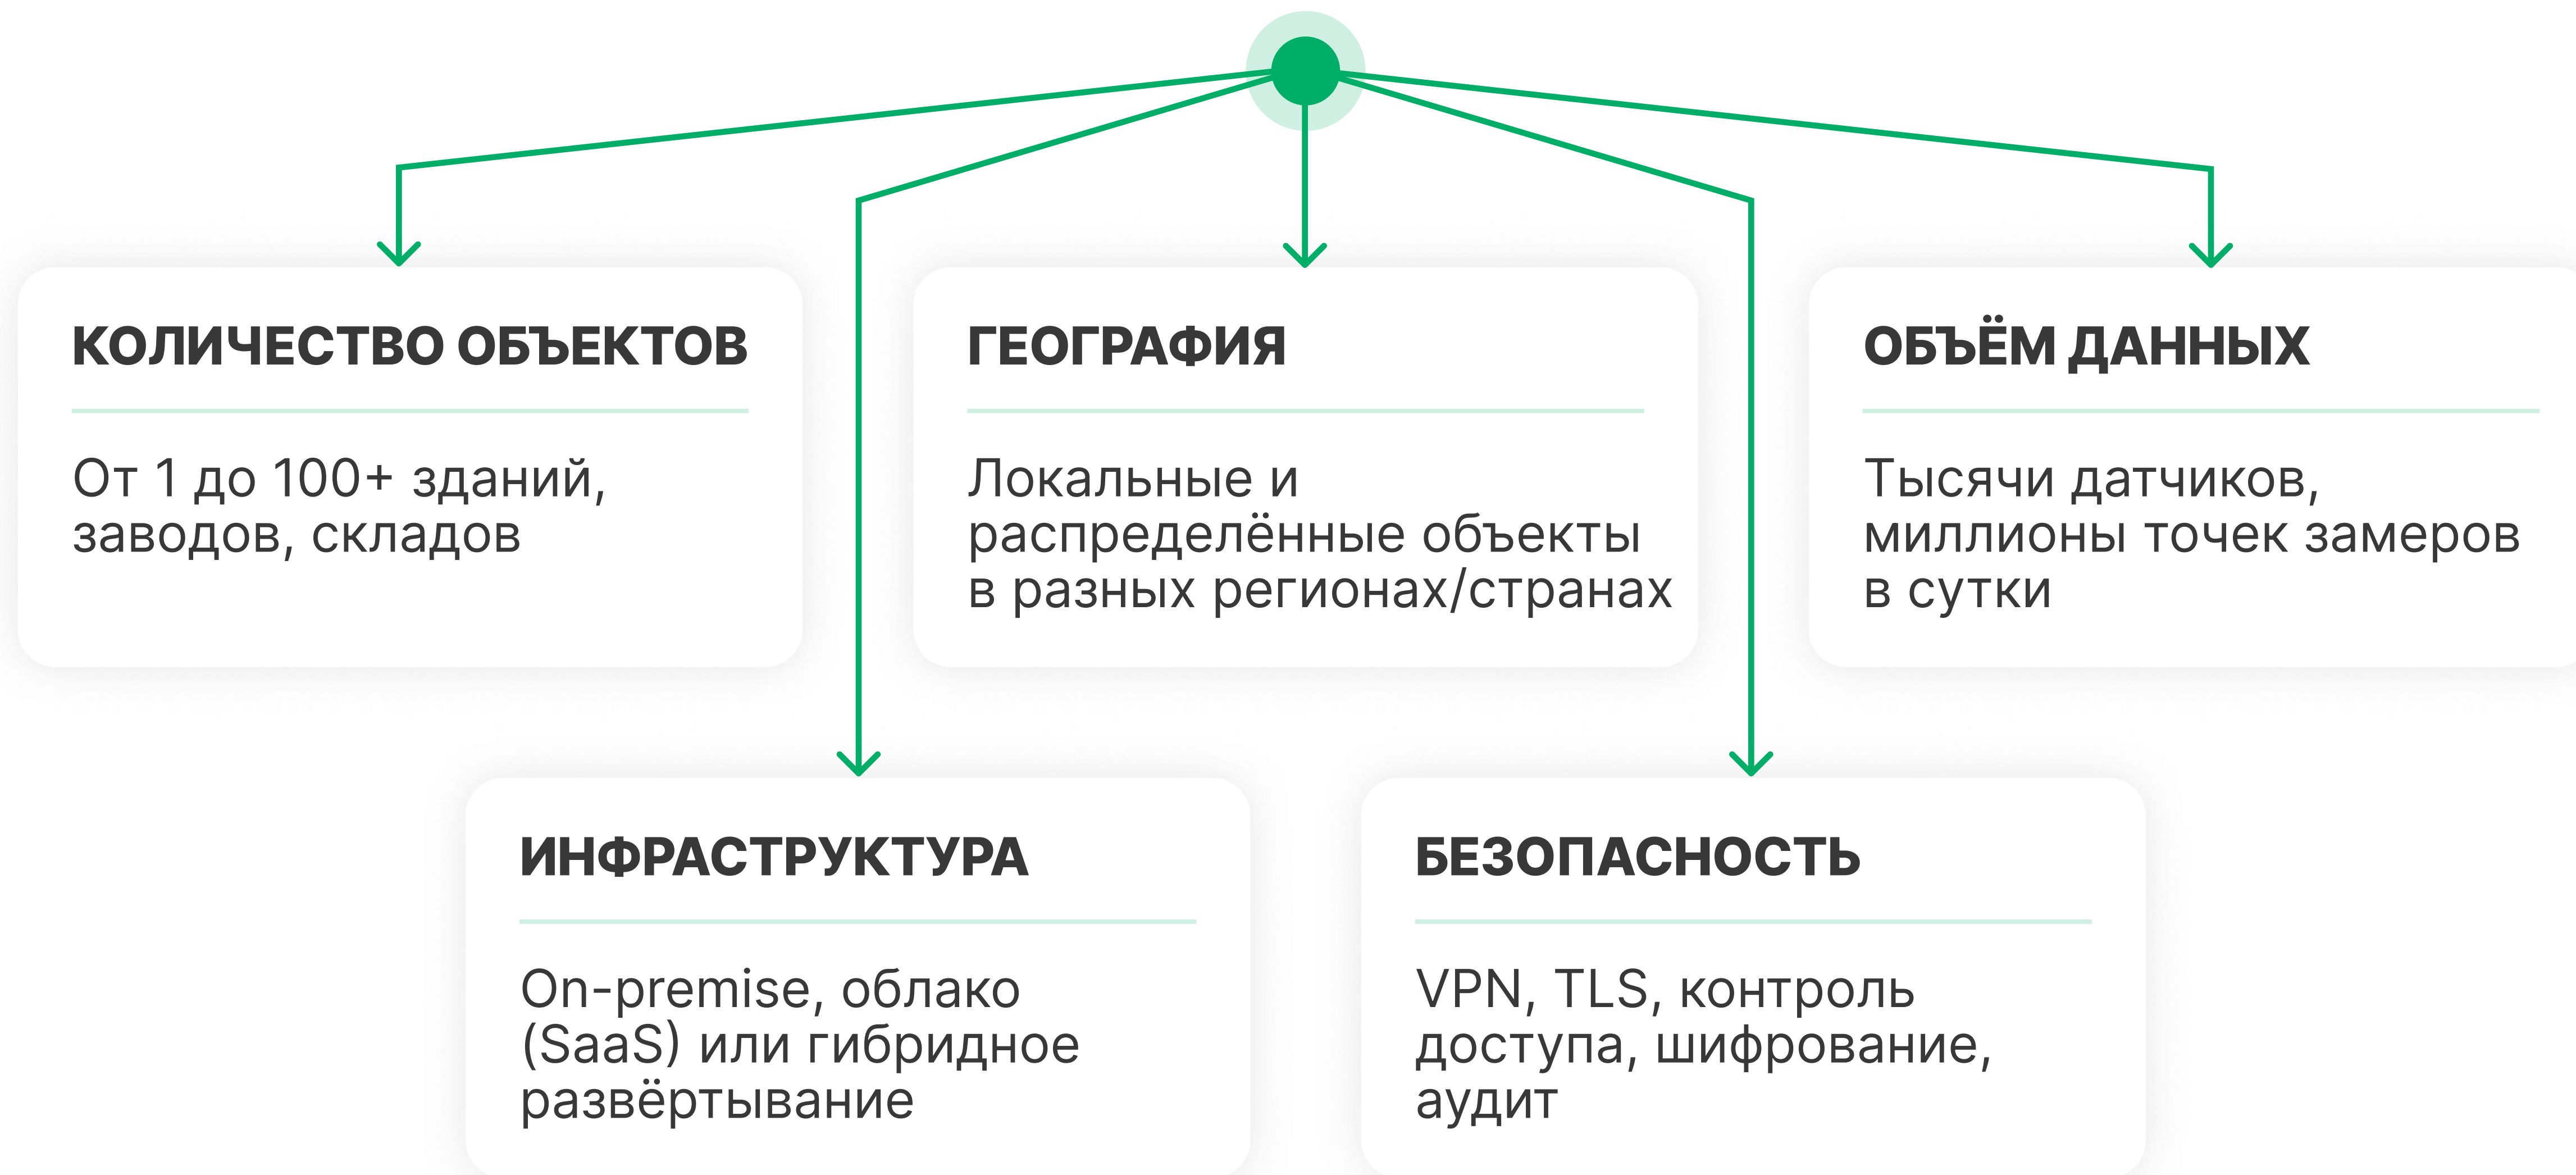 КОЛИЧЕСТВО ОБЪЕКТОВ
От 1 до 100+ зданий,
заводов, складов
ГЕОГРАФИЯ
Локальные и
распределённые объекты
в разных регионах/странах
ОБЪЁМ ДАННЫХ
Тысячи датчиков,
миллионы точек замеров
в сутки
ИНФРАСТРУКТУРА
On-premise, облако
(SaaS) или гибридное
развёртывание
БЕЗОПАСНОСТЬ
VPN, TLS, контроль
доступа, шифрование,
аудит